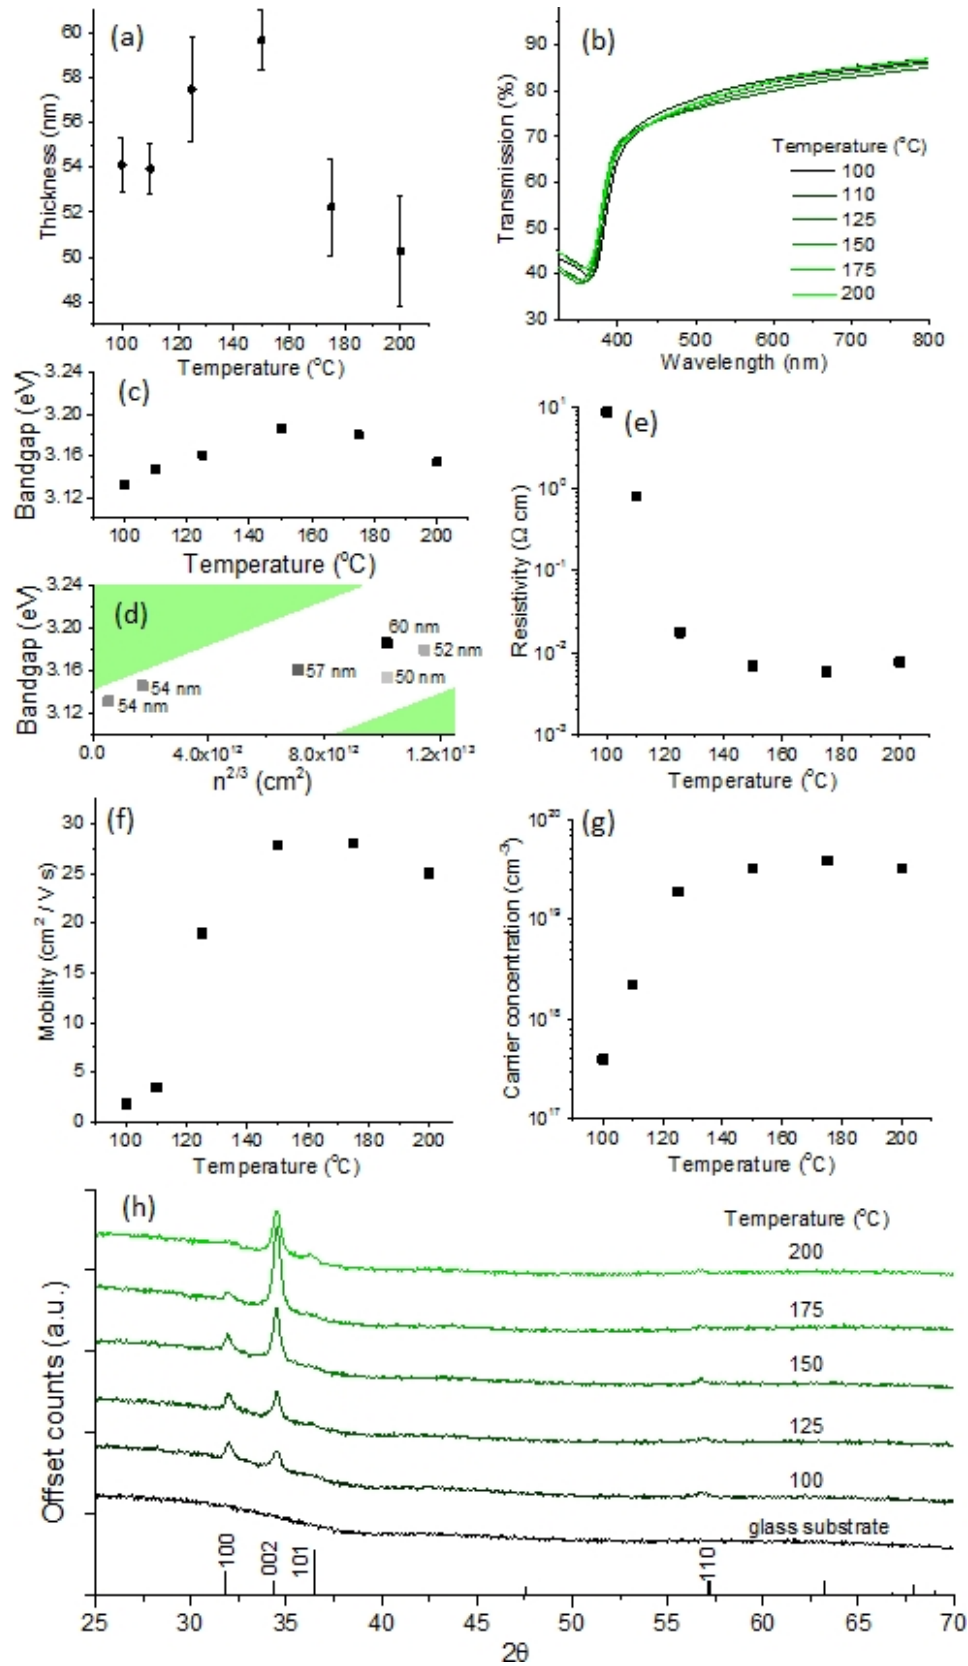 (a)
60
58
56
54
52
50
48
Thickness (nm)
100 120 140 160 180 200
Temperature (°C)
(b)
90
80
70
60
50
40
30
Transmission (%)
Temperature (°C)
100
110
125
150
175
200
400 500 600 700 800
Wavelength (nm)
(c)
3.24
3.20
3.16
3.12
Bandgap (eV)
100 120 140 160 180 200
Temperature (°C)
(d)
3.24
3.20
3.16
3.12
Bandgap (eV)
60 nm
52 nm
57 nm
50 nm
54 nm
54 nm
0.0 4.0x10¹² 8.0x10¹² 1.2x10¹³
n²ᐟ³ (cm²)
(e)
10¹
10⁰
10⁻¹
10⁻²
10⁻³
Resistivity (Ω cm)
100 120 140 160 180 200
Temperature (°C)
(f)
30
25
20
15
10
5
0
Mobility (cm² / V s)
100 120 140 160 180 200
Temperature (°C)
(g)
10²⁰
10¹⁹
10¹⁸
10¹⁷
Carrier concentration (cm⁻³)
100 120 140 160 180 200
Temperature (°C)
(h)
Temperature (°C)
200
175
150
125
100
glass substrate
Offset counts (a.u.)
100
002
101
110
25 30 35 40 45 50 55 60 65 70
2θ